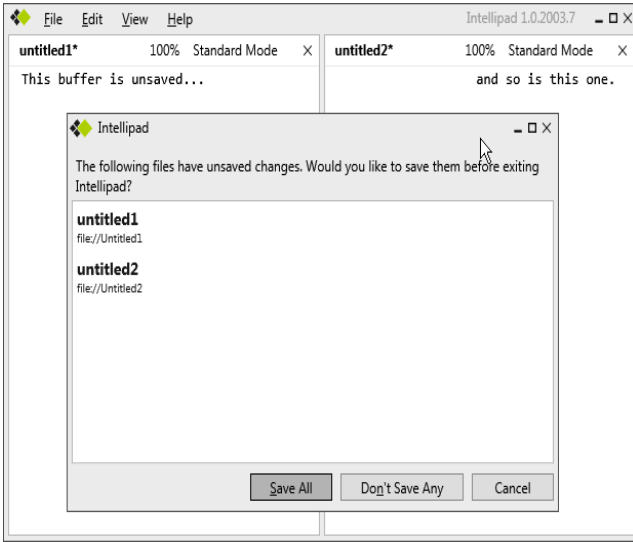 File Edit View Help Intellipad 1.0.2003.7
untitled1* 100% Standard Mode X untitled2* 100% Standard Mode X
This buffer is unsaved... and so is this one.
Intellipad
The following files have unsaved changes. Would you like to save them before exiting
Intellipad?
untitled1
file://Untitled1
untitled2
file://Untitled2
Save All Don't Save Any Cancel